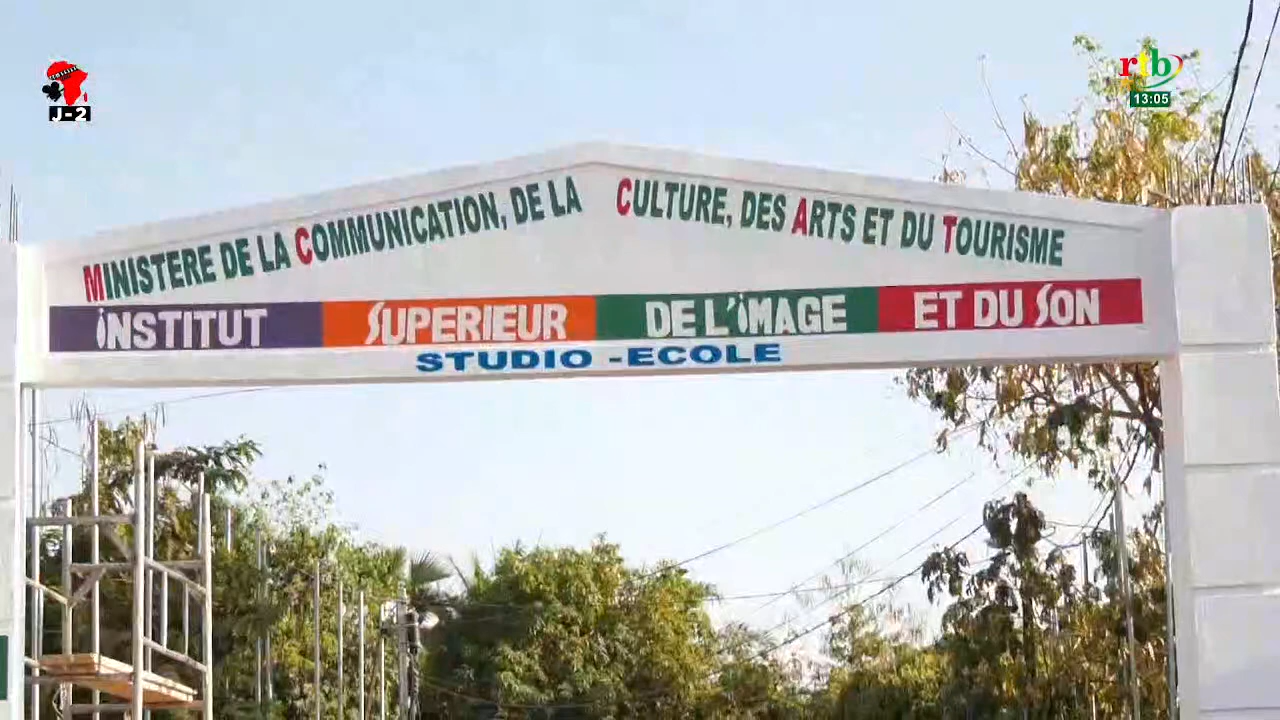 J-2
rtb
13:05
MINISTERE DE LA COMMUNICATION, DE LA CULTURE, DES ARTS ET DU TOURISME
INSTITUT SUPERIEUR DE L'IMAGE ET DU SON
STUDIO -ECOLE